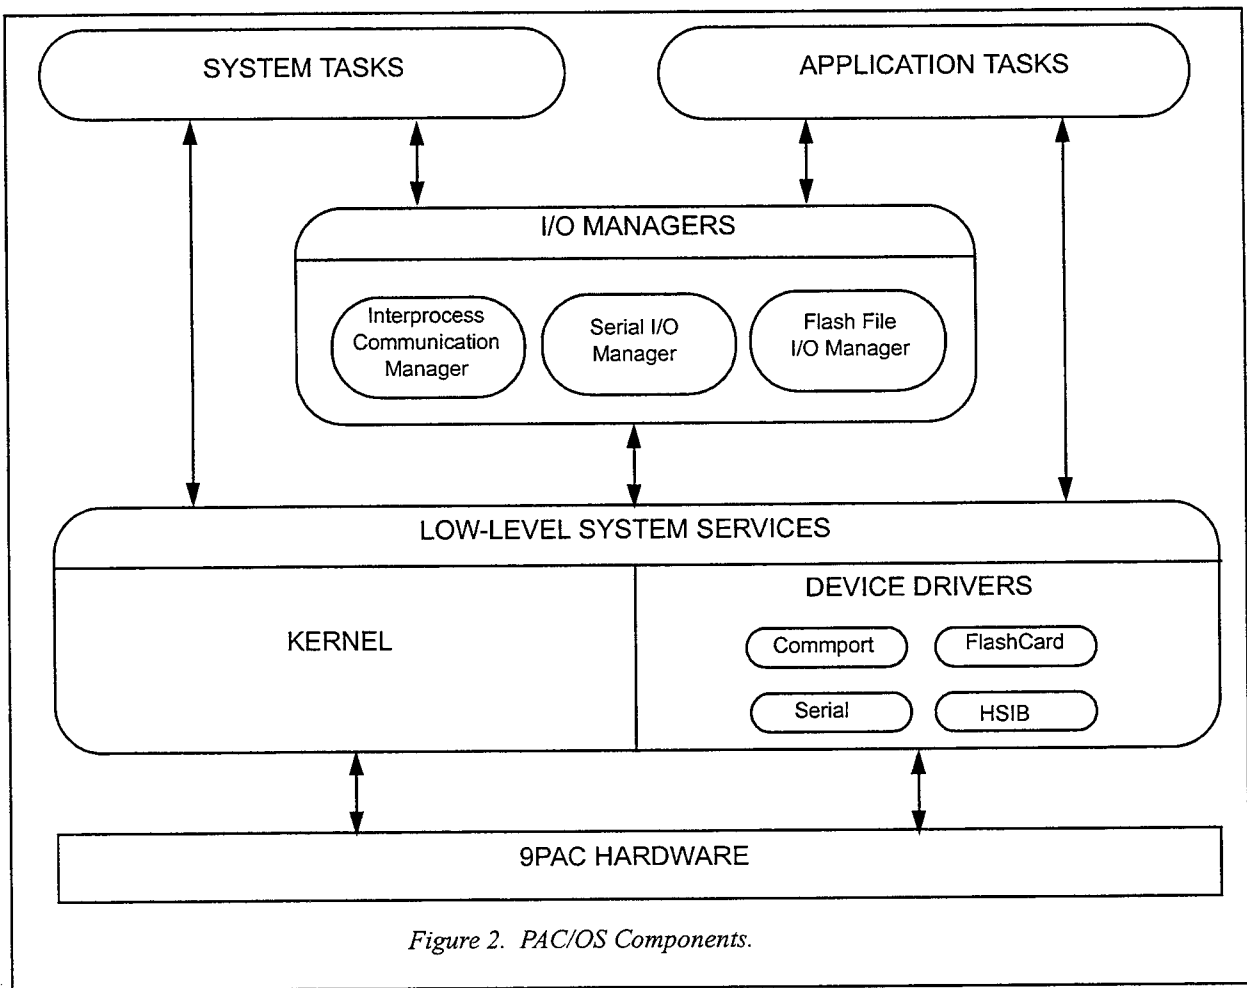 SYSTEM TASKS
APPLICATION TASKS
I/O MANAGERS
Interprocess
Communication
Manager
Serial I/O
Manager
Flash File
I/O Manager
LOW-LEVEL SYSTEM SERVICES
KERNEL
DEVICE DRIVERS
Commport
FlashCard
Serial
HSIB
9PAC HARDWARE
Figure 2. PAC/OS Components.